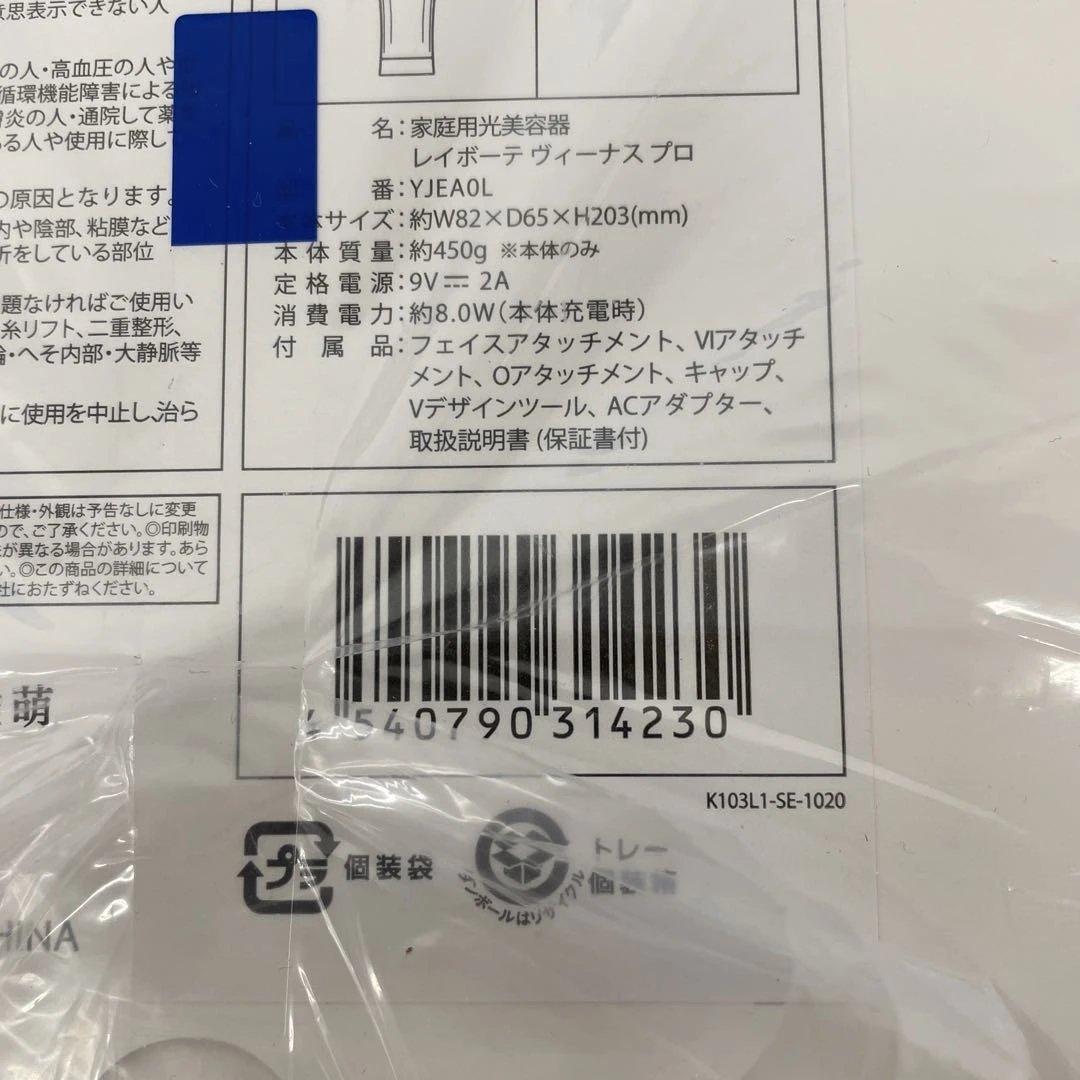 意思表示できない人
の人・高血圧の人や
循環機能障害による
炎の人・通院して薬
る人や使用に際して
の原因となります。
内や陰部、粘膜など
折をしている部位
題なければご使用い
糸リフト、二重整形、
輪・へそ内部・大静脈等
に使用を中止し、治ら
名：家庭用光美容器
レイボーテ ヴィーナス プロ
番：YJEA0L
本体サイズ：約W82×D65×H203(mm)
本体質量：約450g ※本体のみ
定格電源：9V⎓ 2A
消費電力：約8.0W（本体充電時）
付属品：フェイスアタッチメント、VIアタッチ
メント、Oアタッチメント、キャップ、
Vデザインツール、ACアダプター、
取扱説明書 (保証書付)
仕様・外観は予告なしに変更
ので、ご了承ください。◎印刷物
が異なる場合があります。あら
い。◎この商品の詳細について
社におたずねください。
4 540790 314230
K103L1-SE-1020
萌
HINA
プラ
個装袋
ダンボールはリサイクル
トレー
個装箱